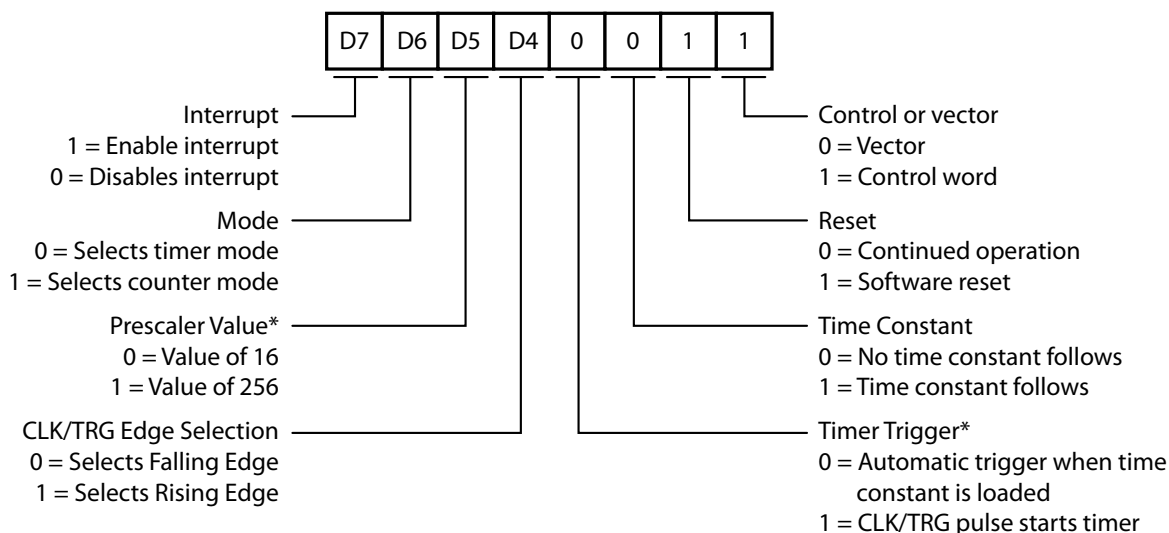 D7 D6 D5 D4 0 0 1 1
Interrupt
1 = Enable interrupt
0 = Disables interrupt
Mode
0 = Selects timer mode
1 = Selects counter mode
Prescaler Value*
0 = Value of 16
1 = Value of 256
CLK/TRG Edge Selection
0 = Selects Falling Edge
1 = Selects Rising Edge
Control or vector
0 = Vector
1 = Control word
Reset
0 = Continued operation
1 = Software reset
Time Constant
0 = No time constant follows
1 = Time constant follows
Timer Trigger*
0 = Automatic trigger when time
constant is loaded
1 = CLK/TRG pulse starts timer